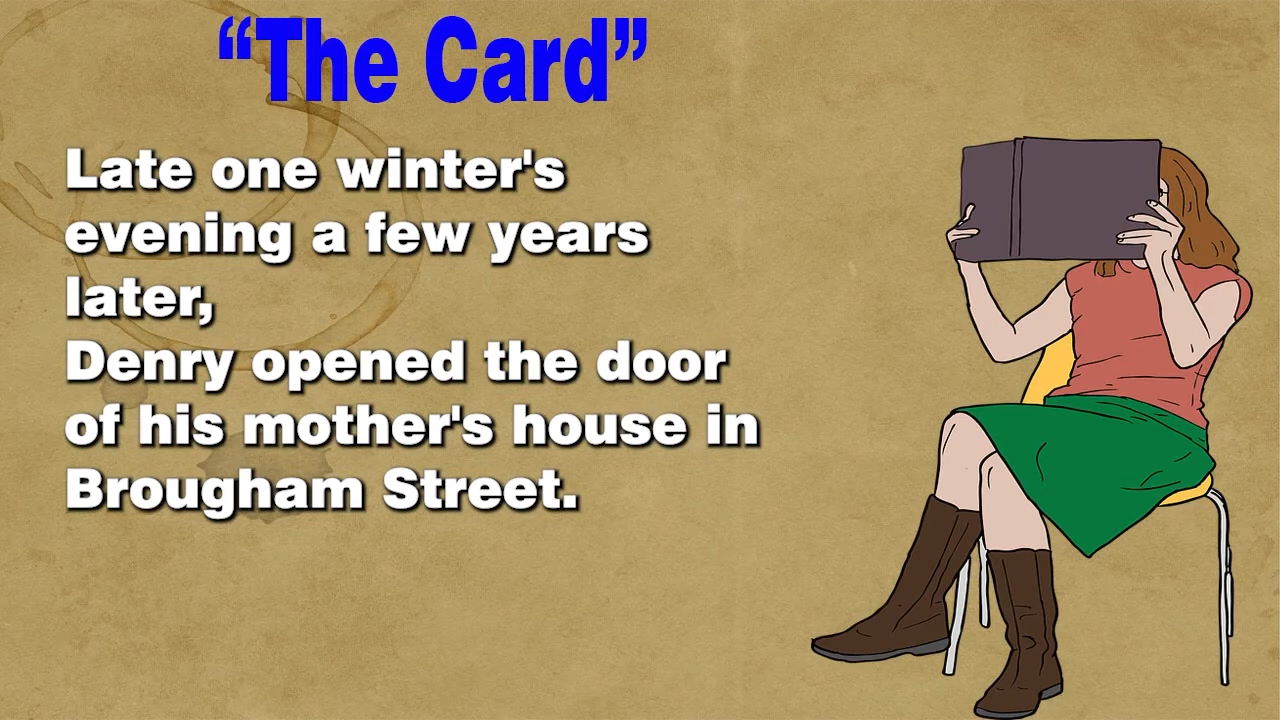 “The Card”
Late one winter's
evening a few years
later,
Denry opened the door
of his mother's house in
Brougham Street.